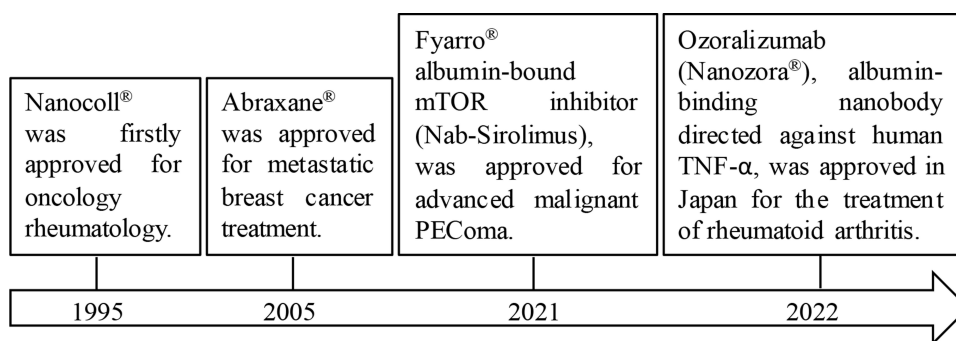 Nanocoll®
was firstly
approved for
oncology
rheumatology.
Abraxane®
was approved
for metastatic
breast cancer
treatment.
Fyarro®
albumin-bound
mTOR inhibitor
(Nab-Sirolimus),
was approved for
advanced malignant
PEComa.
Ozoralizumab
(Nanozora®), albumin-
binding nanobody
directed against human
TNF-α, was approved in
Japan for the treatment
of rheumatoid arthritis.
1995
2005
2021
2022